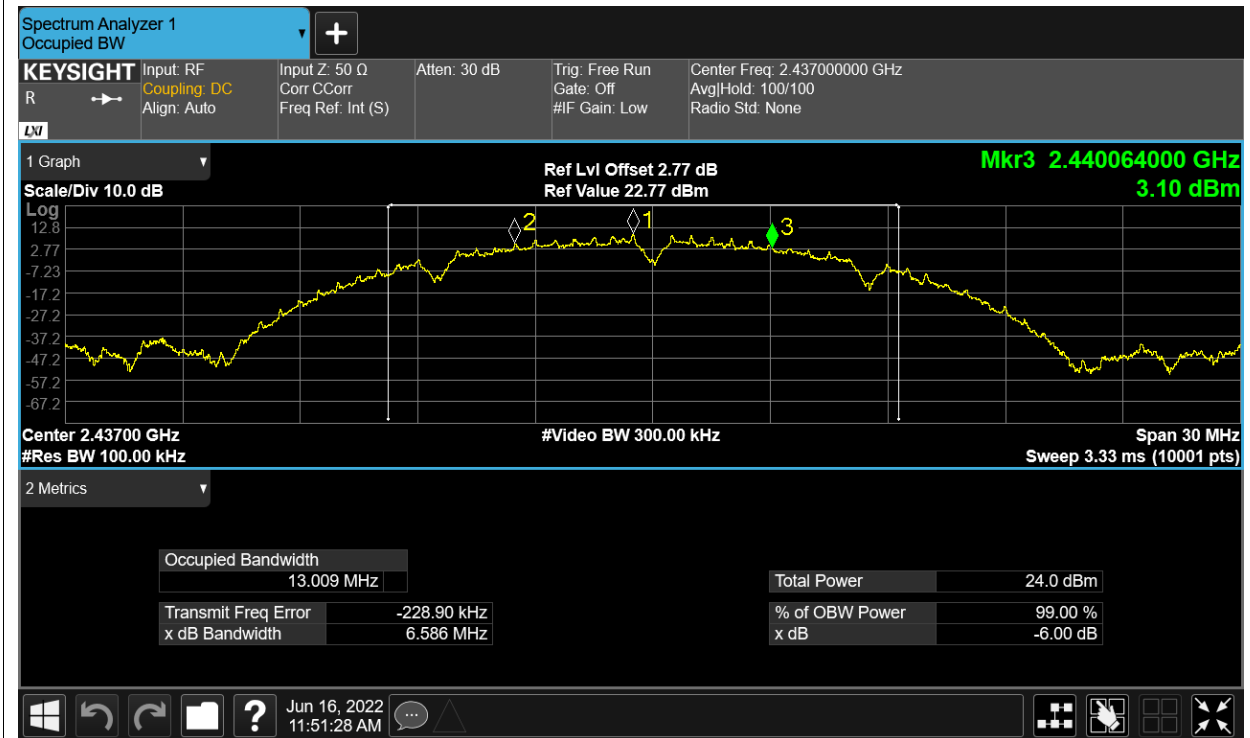 Spectrum Analyzer 1
Occupied BW
+
KEYSIGHT
R
LXI
Input: RF
Coupling: DC
Align: Auto
Input Z: 50 Ω
Corr CCorr
Freq Ref: Int (S)
Atten: 30 dB
Trig: Free Run
Gate: Off
#IF Gain: Low
Center Freq: 2.437000000 GHz
Avg|Hold: 100/100
Radio Std: None
1 Graph
Scale/Div 10.0 dB
Ref Lvl Offset 2.77 dB
Ref Value 22.77 dBm
Mkr3 2.440064000 GHz
3.10 dBm
Log
12.8
2.77
-7.23
-17.2
-27.2
-37.2
-47.2
-57.2
-67.2
2
1
3
Center 2.43700 GHz
#Res BW 100.00 kHz
#Video BW 300.00 kHz
Span 30 MHz
Sweep 3.33 ms (10001 pts)
2 Metrics
Occupied Bandwidth
13.009 MHz
Transmit Freq Error -228.90 kHz
x dB Bandwidth 6.586 MHz
Total Power 24.0 dBm
% of OBW Power 99.00 %
x dB -6.00 dB
?
Jun 16, 2022
11:51:28 AM